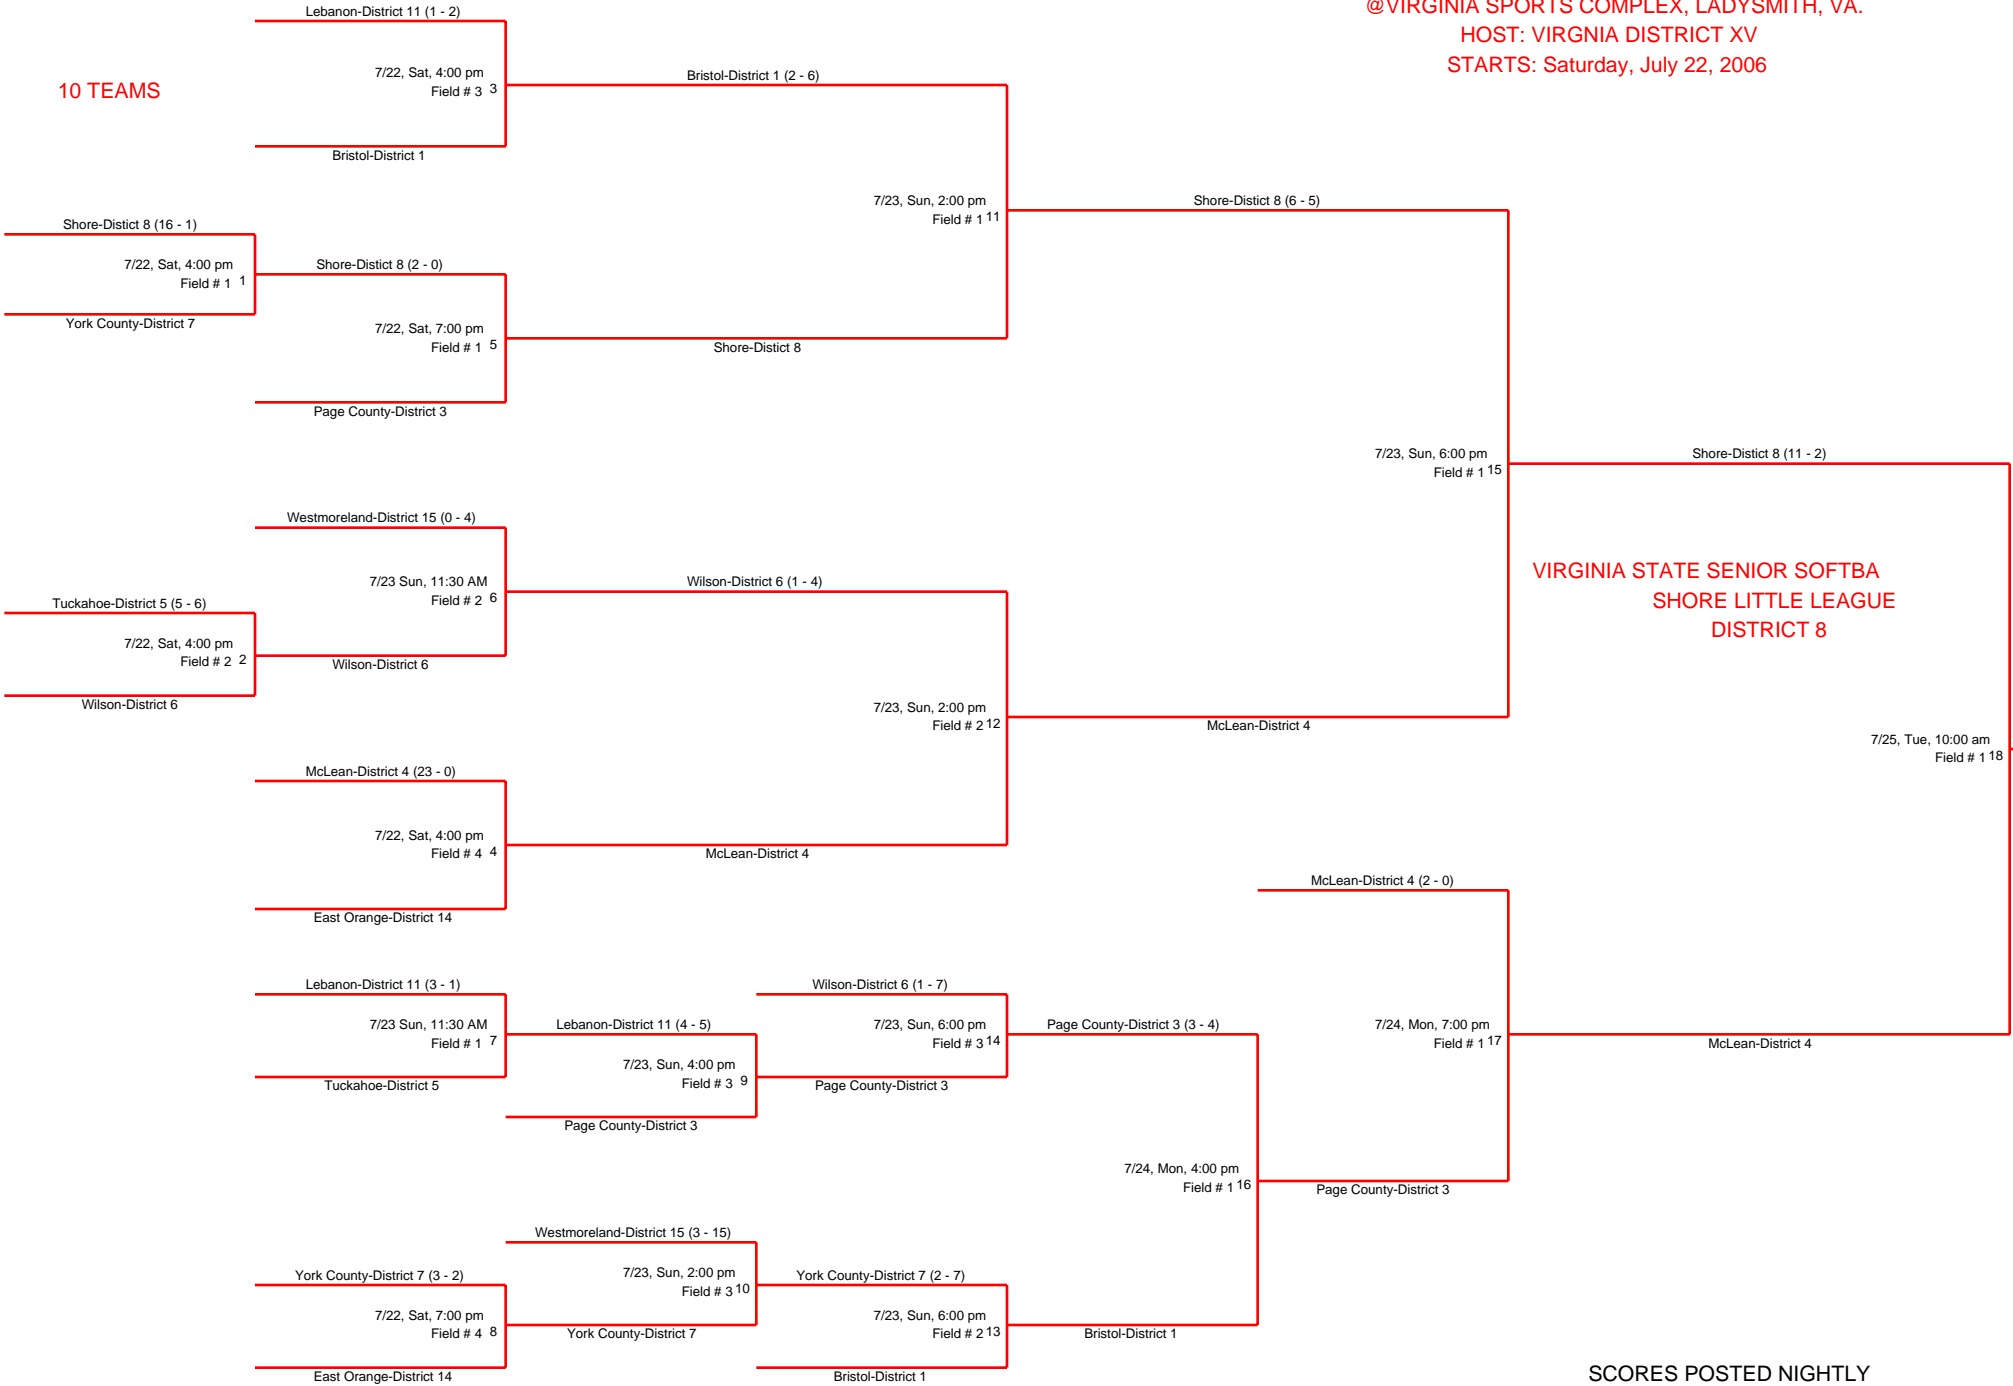 @VIRGINIA SPORTS COMPLEX, LADYSMITH, VA.
HOST: VIRGNIA DISTRICT XV
STARTS: Saturday, July 22, 2006
10 TEAMS
Lebanon-District 11 (1 - 2)
7/22, Sat, 4:00 pm
Field # 3 3
Bristol-District 1
Bristol-District 1 (2 - 6)
Shore-Distict 8 (16 - 1)
7/22, Sat, 4:00 pm
Field # 1 1
York County-District 7
Shore-Distict 8 (2 - 0)
7/22, Sat, 7:00 pm
Field # 1 5
Page County-District 3
Shore-Distict 8
7/23, Sun, 2:00 pm
Field # 1 11
Shore-Distict 8 (6 - 5)
7/23, Sun, 6:00 pm
Field # 1 15
Shore-Distict 8 (11 - 2)
Westmoreland-District 15 (0 - 4)
7/23 Sun, 11:30 AM
Field # 2 6
Wilson-District 6 (1 - 4)
Tuckahoe-District 5 (5 - 6)
7/22, Sat, 4:00 pm
Field # 2 2
Wilson-District 6
Wilson-District 6
7/23, Sun, 2:00 pm
Field # 2 12
McLean-District 4
VIRGINIA STATE SENIOR SOFTBA
SHORE LITTLE LEAGUE
DISTRICT 8
7/25, Tue, 10:00 am
Field # 1 18
McLean-District 4 (23 - 0)
7/22, Sat, 4:00 pm
Field # 4 4
East Orange-District 14
McLean-District 4
McLean-District 4 (2 - 0)
7/24, Mon, 7:00 pm
Field # 1 17
McLean-District 4
Lebanon-District 11 (3 - 1)
7/23 Sun, 11:30 AM
Field # 1 7
Tuckahoe-District 5
Lebanon-District 11 (4 - 5)
7/23, Sun, 4:00 pm
Field # 3 9
Page County-District 3
Wilson-District 6 (1 - 7)
7/23, Sun, 6:00 pm
Field # 3 14
Page County-District 3
Page County-District 3 (3 - 4)
7/24, Mon, 4:00 pm
Field # 1 16
Page County-District 3
Westmoreland-District 15 (3 - 15)
7/23, Sun, 2:00 pm
Field # 3 10
York County-District 7 (3 - 2)
7/22, Sat, 7:00 pm
Field # 4 8
East Orange-District 14
York County-District 7
York County-District 7 (2 - 7)
7/23, Sun, 6:00 pm
Field # 2 13
Bristol-District 1
Bristol-District 1
SCORES POSTED NIGHTLY